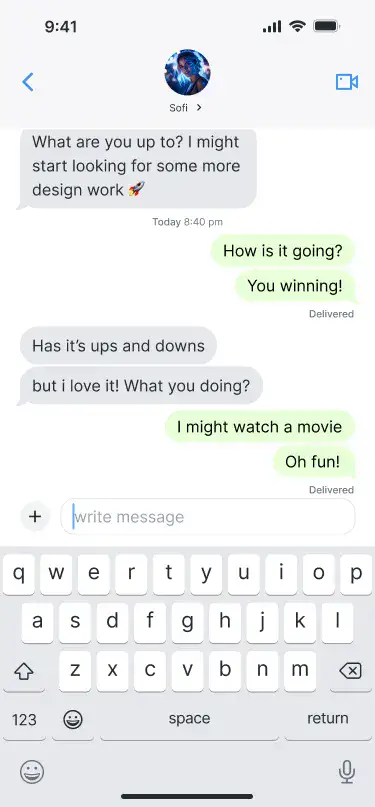 9:41
Sofi
What are you up to? I might
start looking for some more
design work 🚀
Today 8:40 pm
How is it going?
You winning!
Delivered
Has it’s ups and downs
but i love it! What you doing?
I might watch a movie
Oh fun!
Delivered
write message
q w e r t y u i o p
a s d f g h j k l
z x c v b n m
123 space return